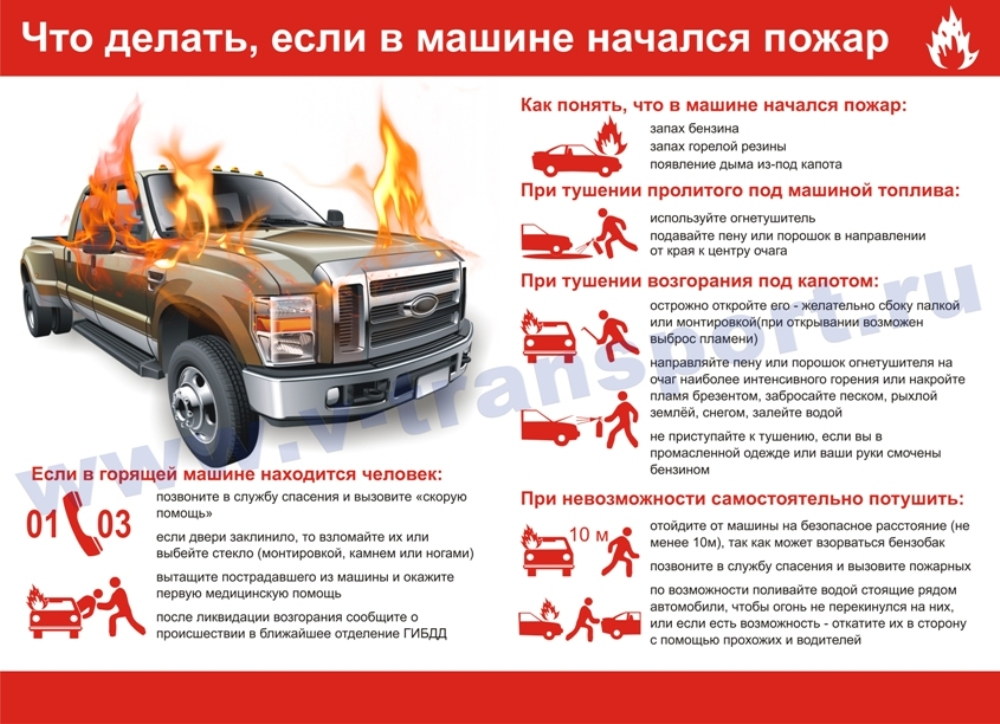 Что делать, если в машине начался пожар
Как понять, что в машине начался пожар:
запах бензина
запах горелой резины
появление дыма из-под капота
При тушении пролитого под машиной топлива:
используйте огнетушитель
подавайте пену или порошок в направлении
от края к центру очага
При тушении возгорания под капотом:
острожно откройте его - желательно сбоку палкой
или монтировкой(при открывании возможен
выброс пламени)
направляйте пену или порошок огнетушителя на
очаг наиболее интенсивного горения или накройте
пламя брезентом, забросайте песком, рыхлой
землёй, снегом, залейте водой
не приступайте к тушению, если вы в
промасленной одежде или ваши руки смочены
бензином
При невозможности самостоятельно потушить:
10 м
отойдите от машины на безопасное расстояние (не
менее 10м), так как может взорваться бензобак
позвоните в службу спасения и вызовите пожарных
по возможности поливайте водой стоящие рядом
автомобили, чтобы огонь не перекинулся на них,
или если есть возможность - откатите их в сторону
с помощью прохожих и водителей
Если в горящей машине находится человек:
01 03
позвоните в службу спасения и вызовите «скорую
помощь»
если двери заклинило, то взломайте их или
выбейте стекло (монтировкой, камнем или ногами)
вытащите пострадавшего из машины и окажите
первую медицинскую помощь
после ликвидации возгорания сообщите о
происшествии в ближайшее отделение ГИБДД
www.v-transport.ru